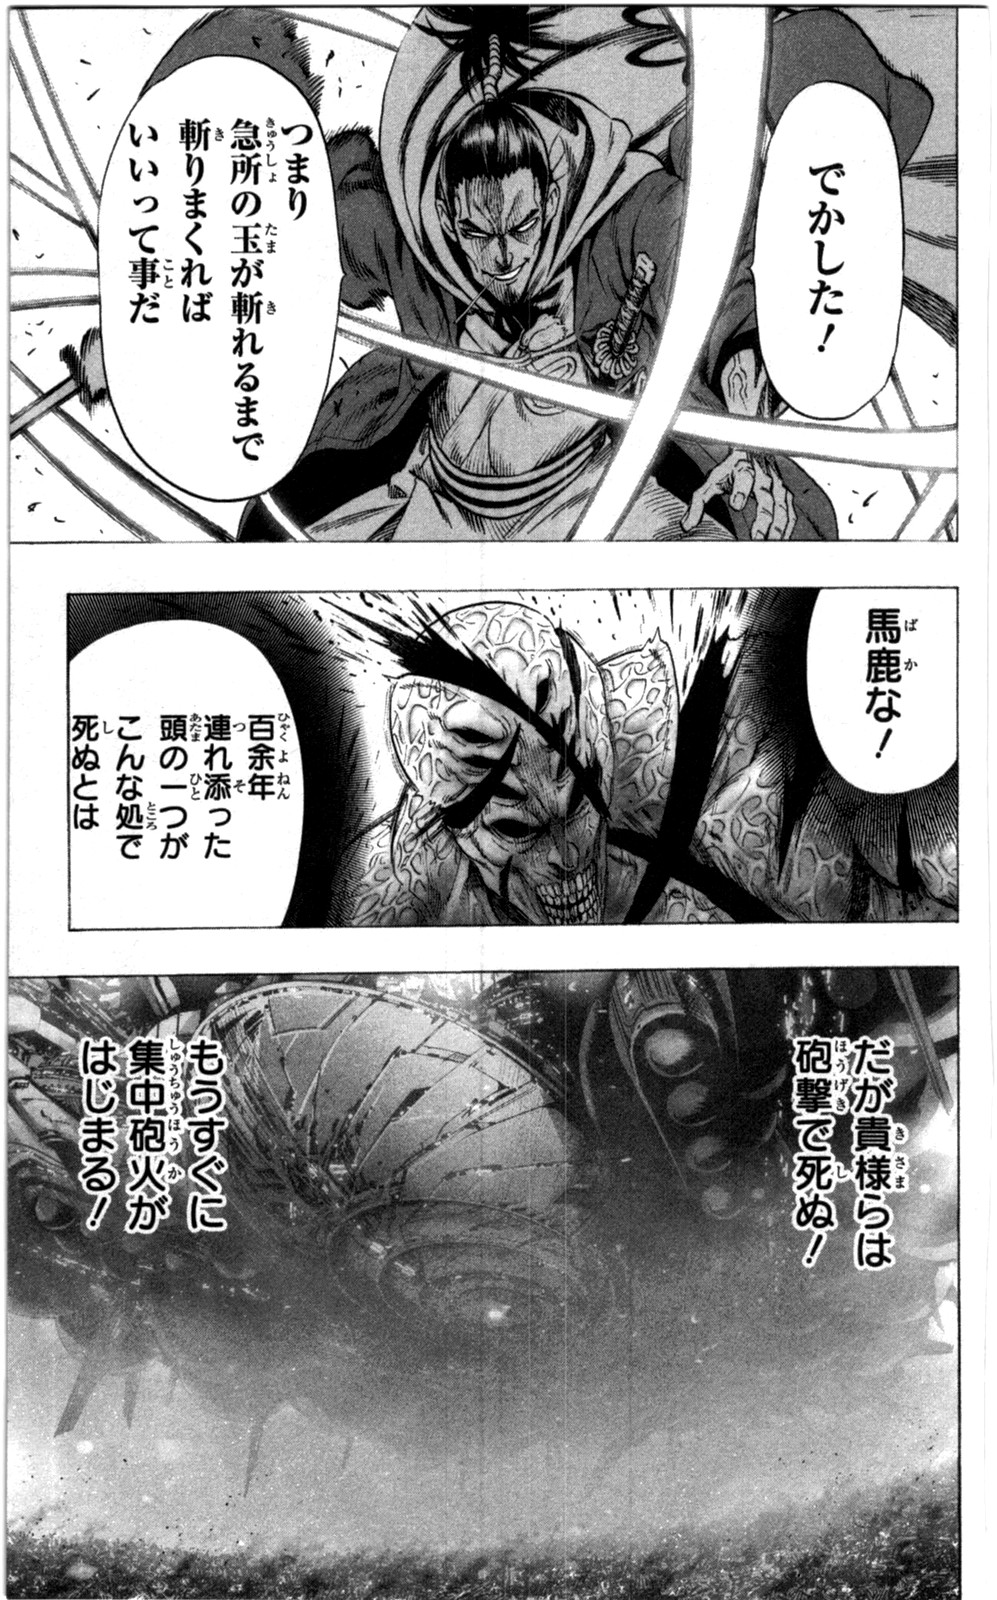 でかした！
つまり
急所の玉が斬れるまで
斬りまくれば
いいって事だ
馬鹿な！
百余年
連れ添った
頭の一つが
こんな処で
死ぬとは
だが貴様らは
砲撃で死ぬ！
もうすぐに
集中砲火が
はじまる！